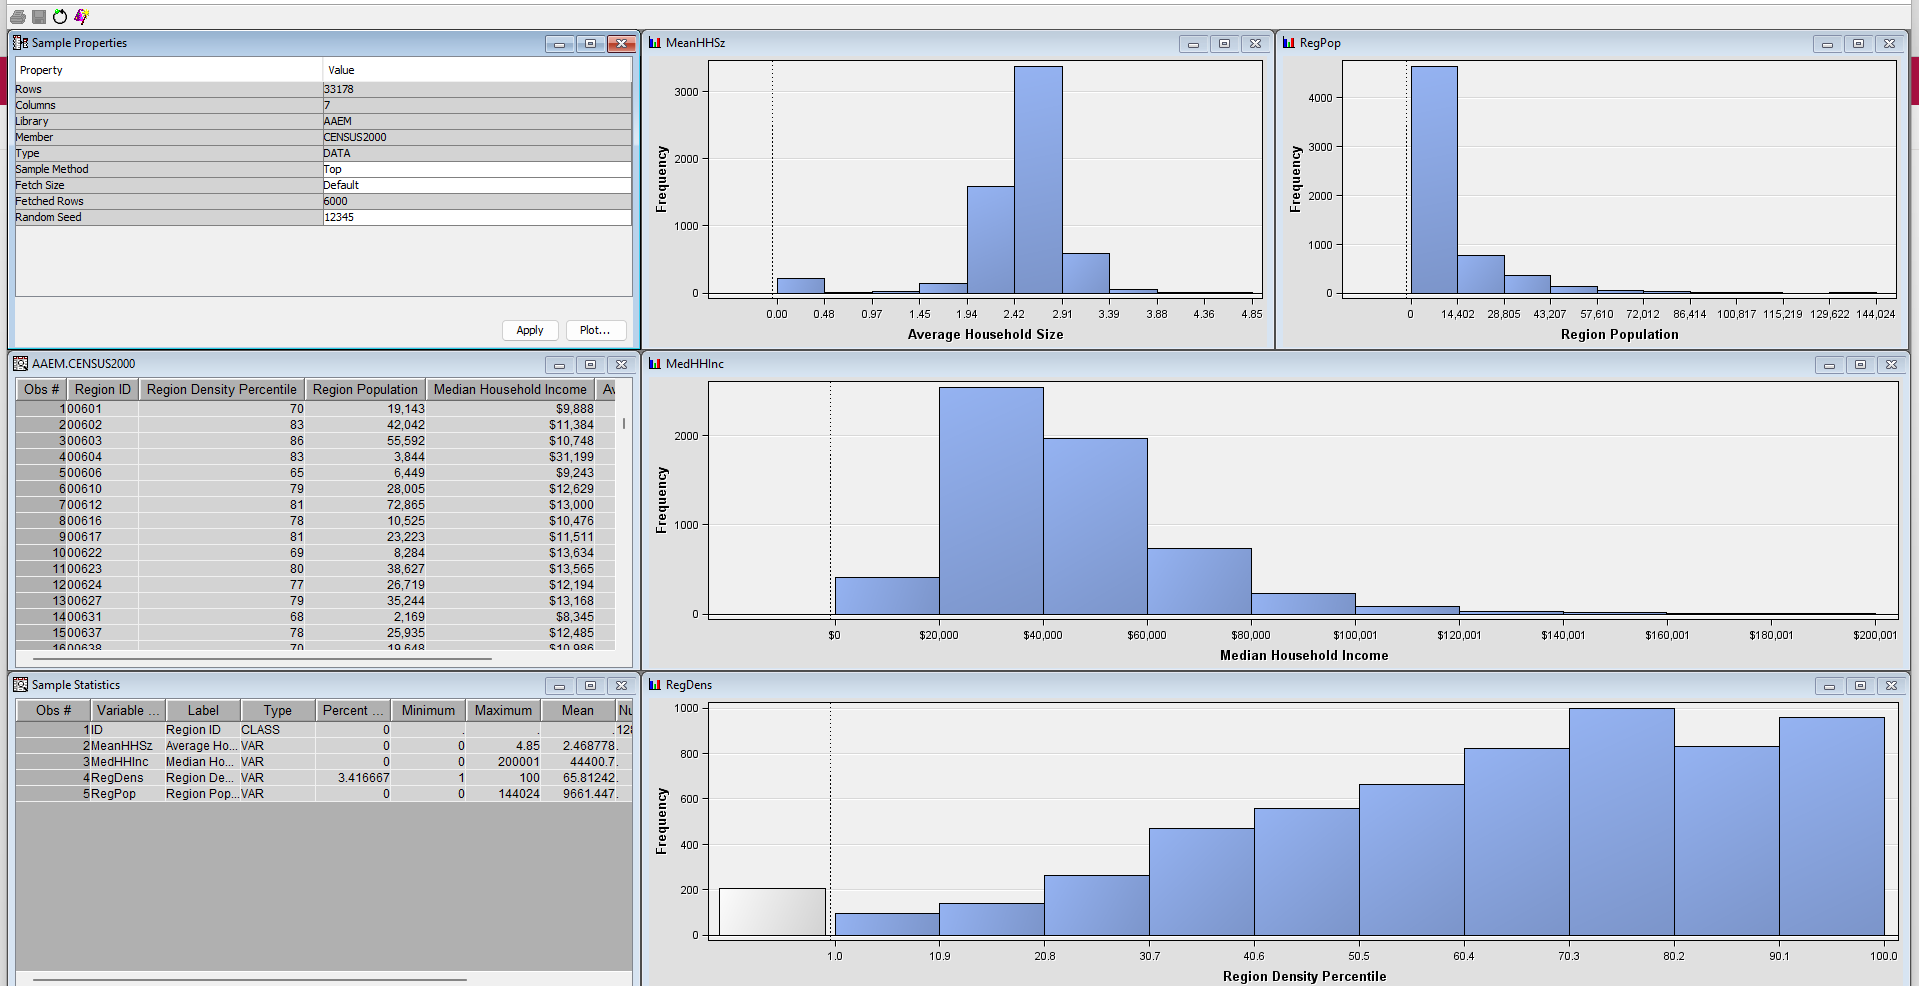 Sample Properties
Property Value
Rows 33178
Columns 7
Library AAEM
Member CENSUS2000
Type DATA
Sample Method Top
Fetch Size Default
Fetched Rows 6000
Random Seed 12345
Apply Plot...
MeanHHSz
Frequency
3000
2000
1000
0
0.00 0.48 0.97 1.45 1.94 2.42 2.91 3.39 3.88 4.36 4.85
Average Household Size
RegPop
Frequency
4000
3000
2000
1000
0
0 14,402 28,805 43,207 57,610 72,012 86,414 100,817 115,219 129,622 144,024
Region Population
AAEM.CENSUS2000
Obs # Region ID Region Density Percentile Region Population Median Household Income Av
1 00601 70 19,143 $9,888
2 00602 83 42,042 $11,384
3 00603 86 55,592 $10,748
4 00604 83 3,844 $31,199
5 00606 65 6,449 $9,243
6 00610 79 28,005 $12,629
7 00612 81 72,865 $13,000
8 00616 78 10,525 $10,476
9 00617 81 23,223 $11,511
10 00622 69 8,284 $13,634
11 00623 80 38,627 $13,565
12 00624 77 26,719 $12,194
13 00627 79 35,244 $13,168
14 00631 68 2,169 $8,345
15 00637 78 25,935 $12,485
16 00638 70 19,648 $10,986
MedHHInc
Frequency
2000
1000
0
$0 $20,000 $40,000 $60,000 $80,000 $100,001 $120,001 $140,001 $160,001 $180,001 $200,001
Median Household Income
Sample Statistics
Obs # Variable ... Label Type Percent ... Minimum Maximum Mean Nu
1 ID Region ID CLASS 0 . . . 128
2 MeanHHSz Average Ho... VAR 0 0 4.85 2.468778.
3 MedHHInc Median Ho... VAR 0 0 200001 44400.7.
4 RegDens Region De... VAR 3.416667 1 100 65.81242.
5 RegPop Region Pop... VAR 0 0 144024 9661.447.
RegDens
Frequency
1000
800
600
400
200
0
1.0 10.9 20.8 30.7 40.6 50.5 60.4 70.3 80.2 90.1 100.0
Region Density Percentile